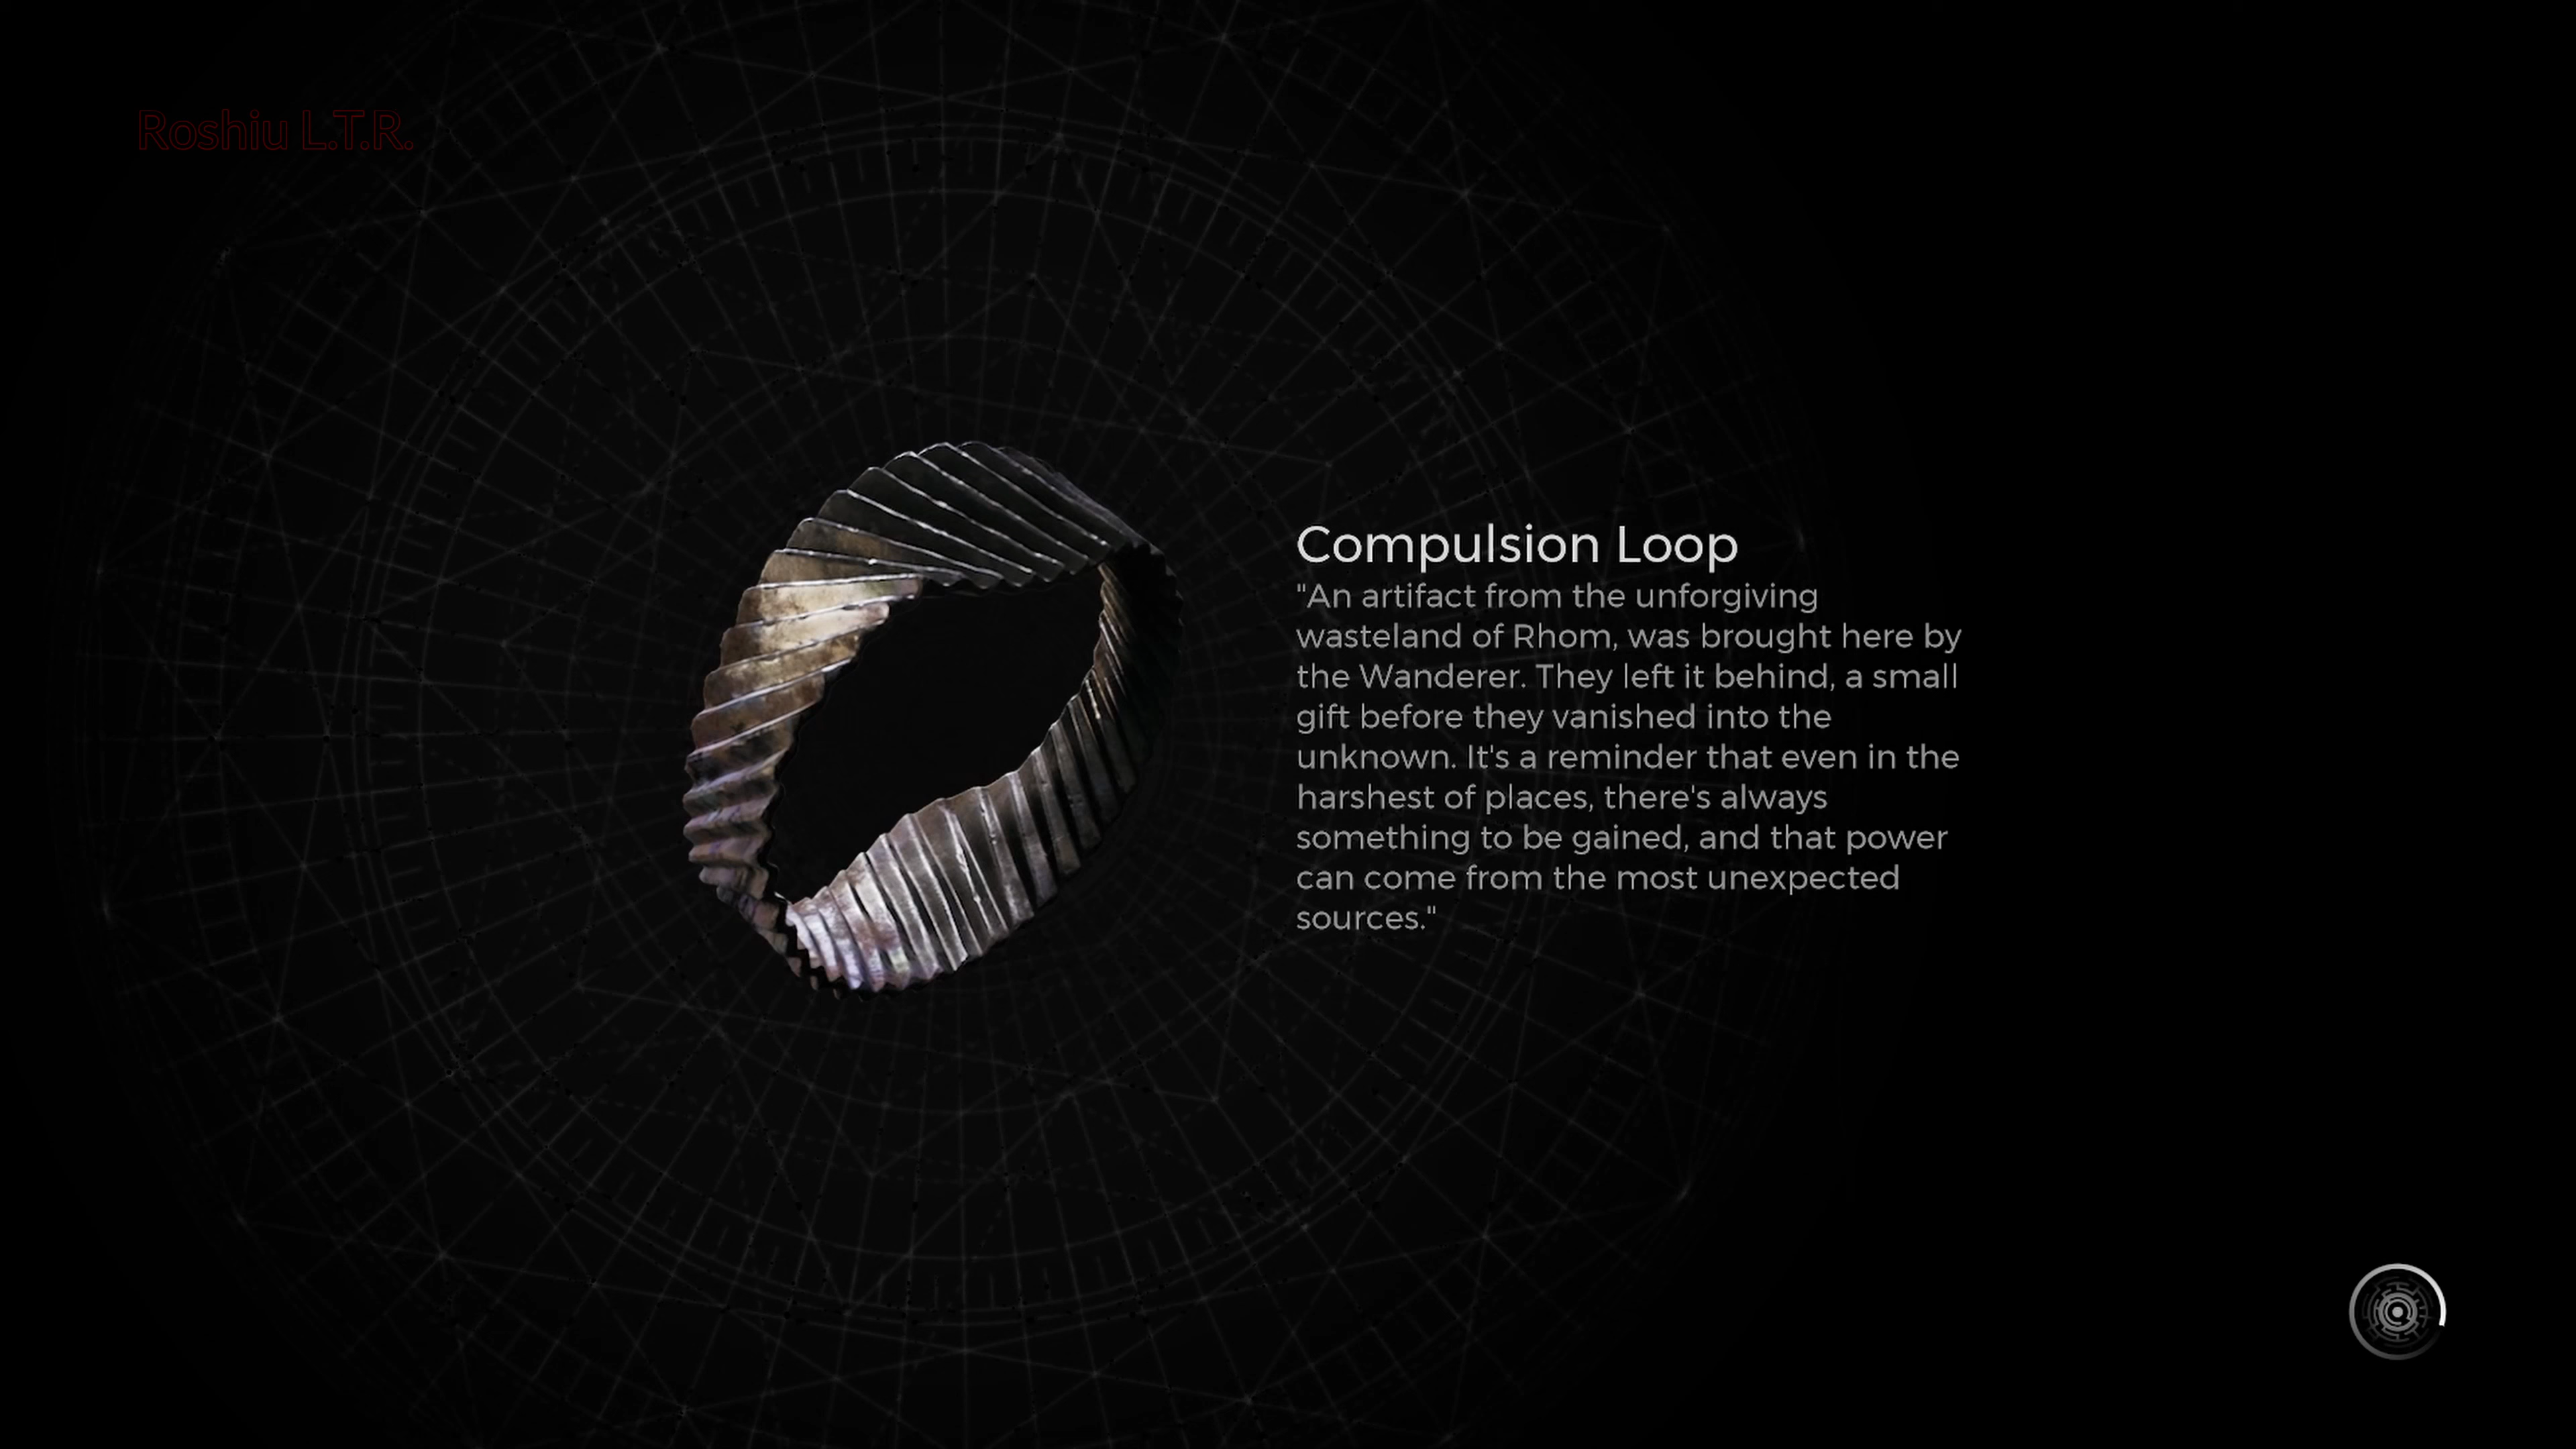 Roshiu L.T.R.
Compulsion Loop
"An artifact from the unforgiving
wasteland of Rhom, was brought here by
the Wanderer. They left it behind, a small
gift before they vanished into the
unknown. It's a reminder that even in the
harshest of places, there's always
something to be gained, and that power
can come from the most unexpected
sources."